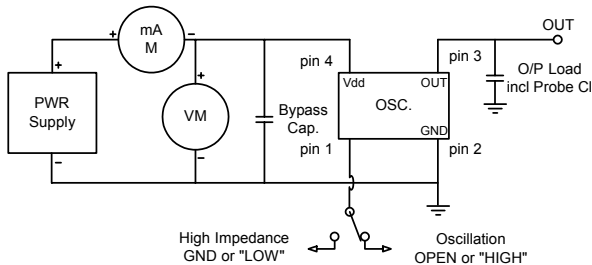 mA
M
+
−
OUT
pin 4
pin 3
+
+
PWR
Supply
VM
Bypass
Cap.
Vdd
OUT
OSC.
GND
O/P Load
incl Probe Cl
−
−
pin 1
pin 2
High Impedance
GND or "LOW"
Oscillation
OPEN or "HIGH"